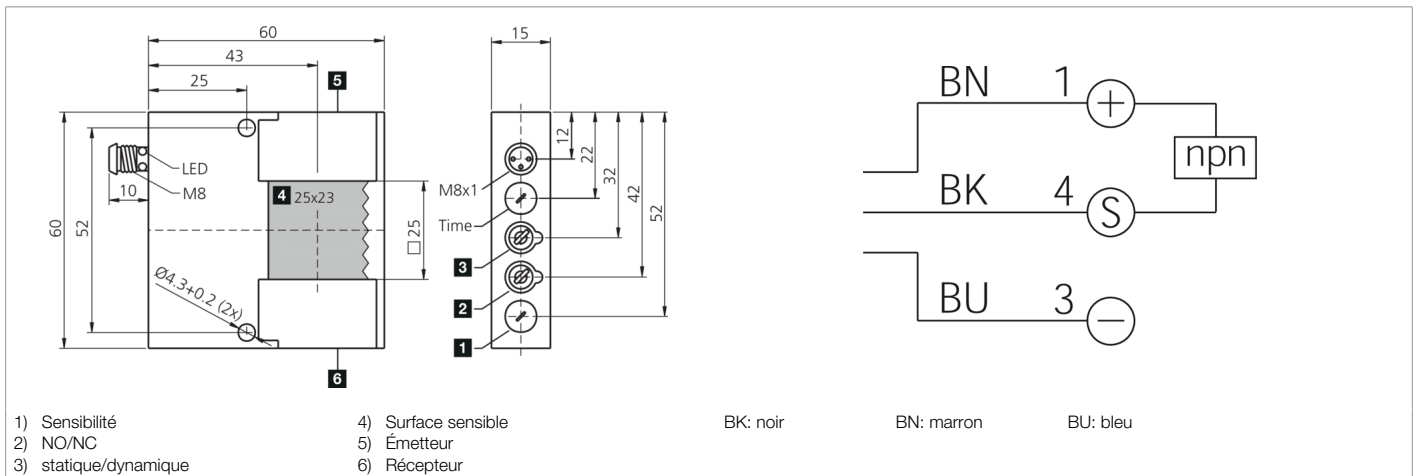 60
43
25
5
LED
M8
10
60
52
4 25x23
□ 25
Ø4.3+0.2 (2x)
6
15
12
22
32
42
52
M8x1
Time
3
2
1
BN 1 +
npn
BK 4 S
BU 3 −
1) Sensibilité
2) NO/NC
3) statique/dynamique
4) Surface sensible
5) Émetteur
6) Récepteur
BK: noir BN: marron BU: bleu